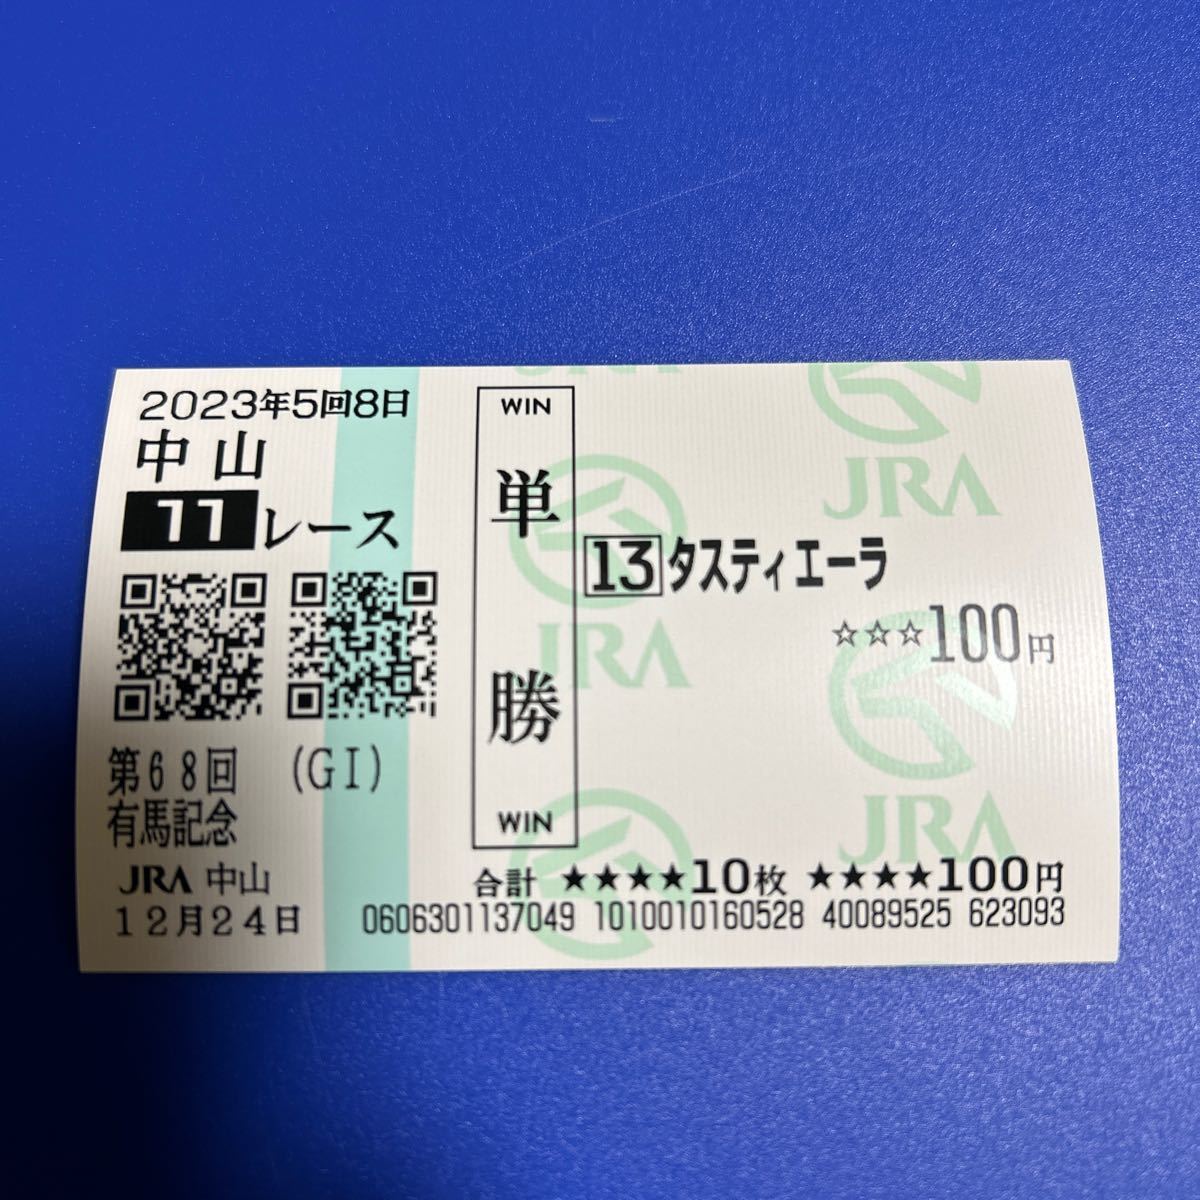 2023年5回8日
中山
11レース
第68回 (GI)
有馬記念
JRA 中山
12月24日
WIN
単勝
WIN
13 タスティエーラ
☆☆☆100円
合計 ★★★★10枚 ★★★★100円
0606301137049 1010010160528 40089525 623093
JRA
JRA
JRA
JRA